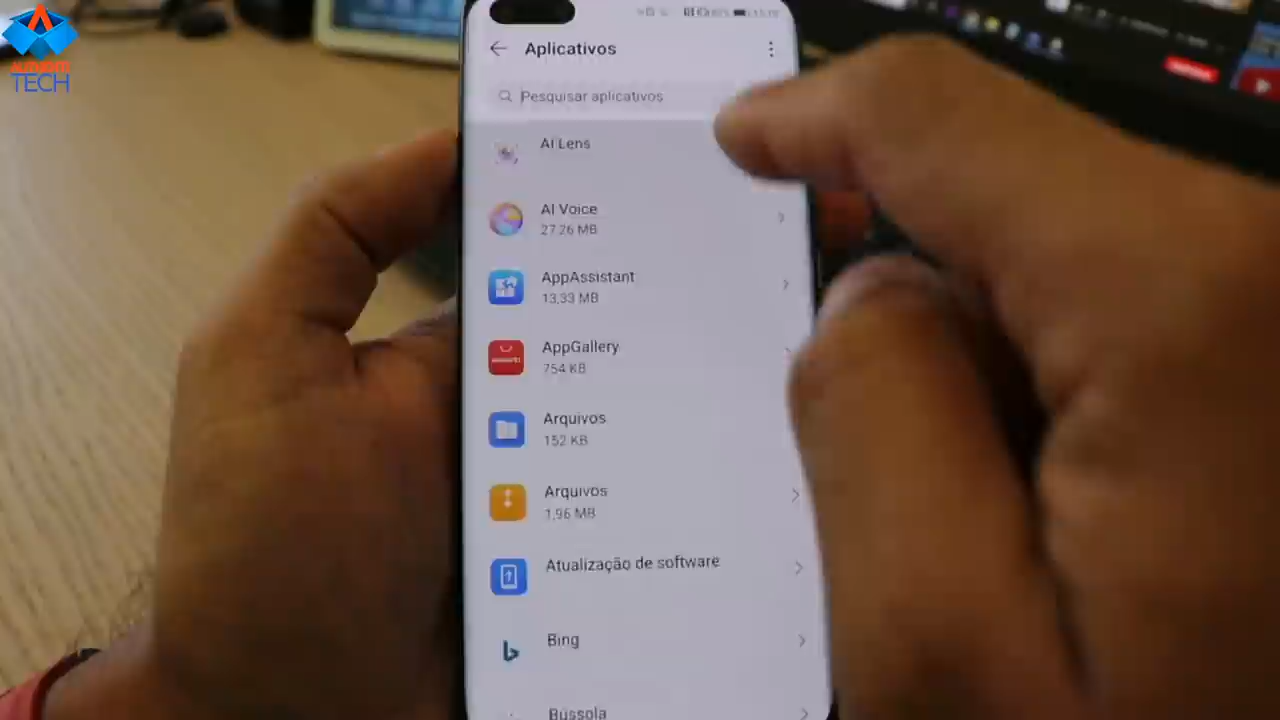 TECH
Aplicativos
Pesquisar aplicativos
AI Lens
AI Voice
27,26 MB
AppAssistant
13,33 MB
AppGallery
754 KB
Arquivos
152 KB
Arquivos
1,96 MB
Atualização de software
Bing
Bússola